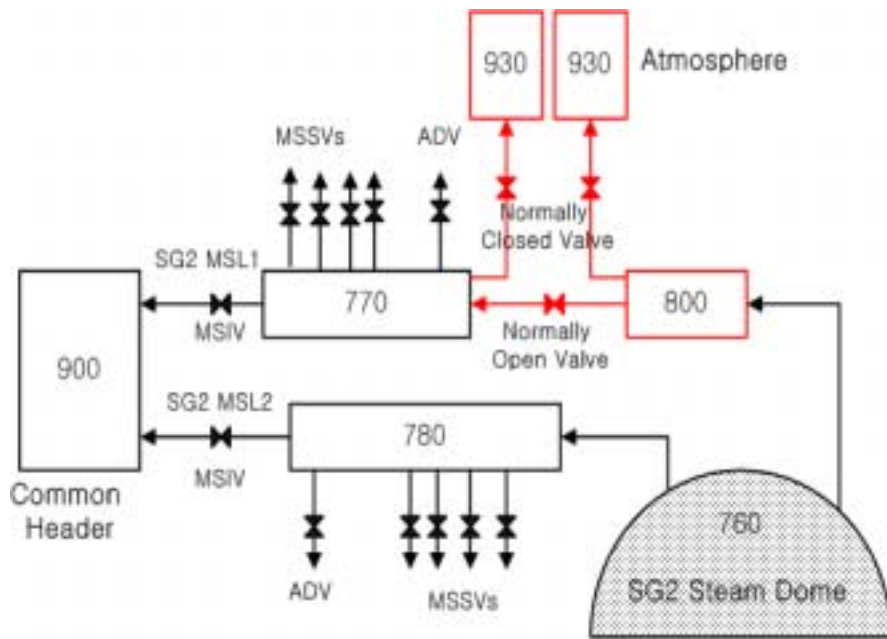 930
930
Atmosphere
MSSVs
ADV
Normally
Closed Valve
SG2 MSL1
770
800
MSIV
Normally
Open Valve
900
SG2 MSL2
780
MSIV
Common
Header
760
ADV
MSSVs
SG2 Steam Dome